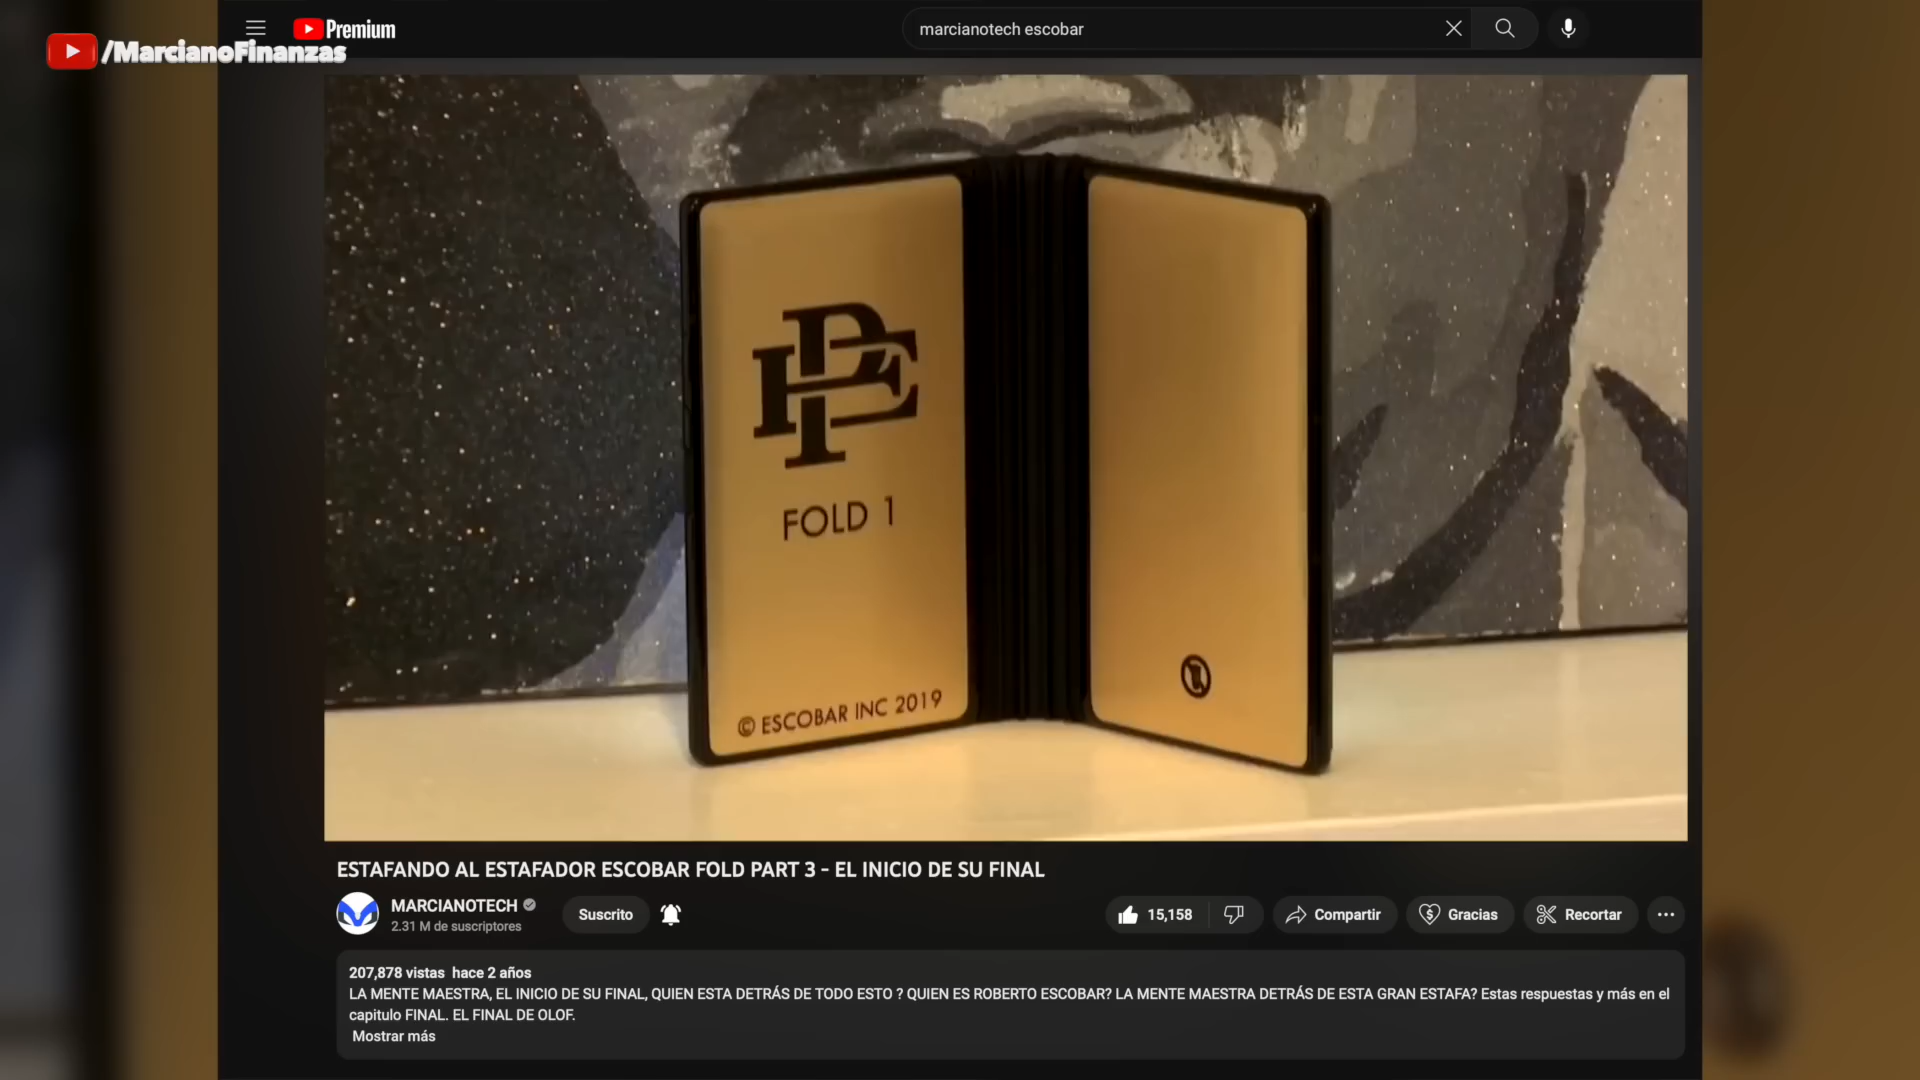 /MarcianoFinanzas
Premium
marcianotech escobar
PE
FOLD 1
© ESCOBAR INC 2019
ESTAFANDO AL ESTAFADOR ESCOBAR FOLD PART 3 - EL INICIO DE SU FINAL
MARCIANOTECH
2.31 M de suscriptores
Suscrito
15,158
Compartir
Gracias
Recortar
207,878 vistas hace 2 años
LA MENTE MAESTRA, EL INICIO DE SU FINAL, QUIEN ESTA DETRÁS DE TODO ESTO ? QUIEN ES ROBERTO ESCOBAR? LA MENTE MAESTRA DETRÁS DE ESTA GRAN ESTAFA? Estas respuestas y más en el
capitulo FINAL. EL FINAL DE OLOF.
Mostrar más